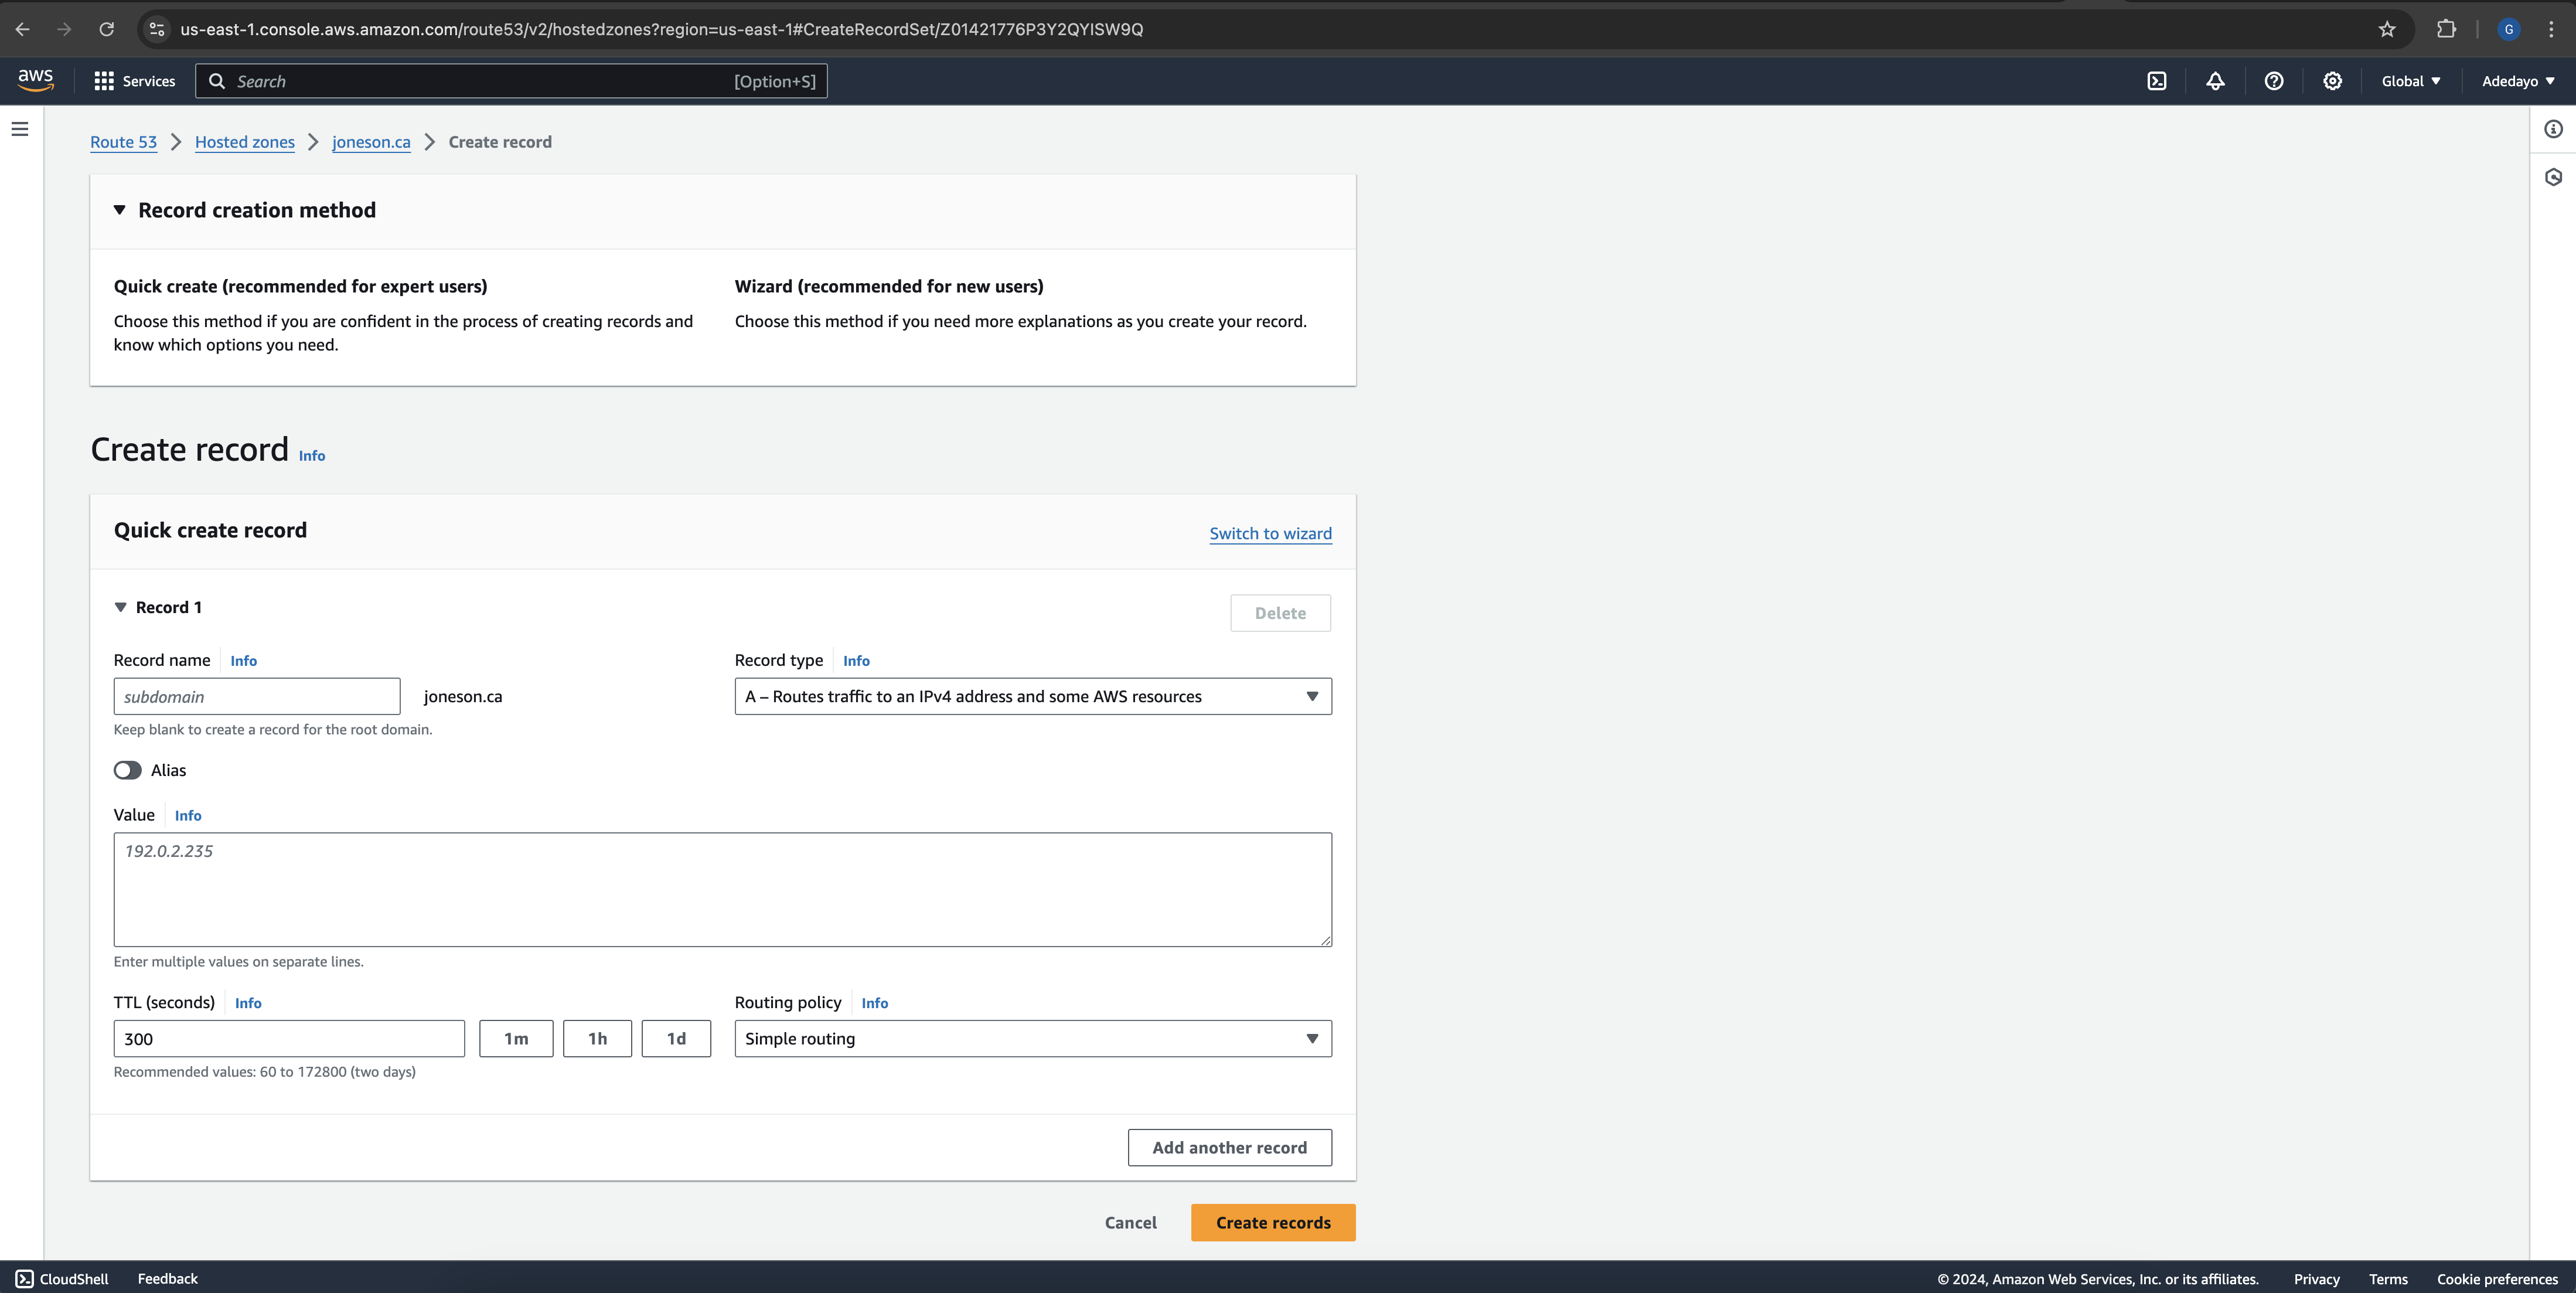 us-east-1.console.aws.amazon.com/route53/v2/hostedzones?region=us-east-1#CreateRecordSet/Z01421776P3Y2QYISW9Q
G
aws
Services
Search
[Option+S]
Global
Adedayo
Route 53
Hosted zones
joneson.ca
Create record
Record creation method
Quick create (recommended for expert users)
Choose this method if you are confident in the process of creating records and
know which options you need.
Wizard (recommended for new users)
Choose this method if you need more explanations as you create your record.
Create record Info
Quick create record
Switch to wizard
Record 1
Delete
Record name Info
subdomain
joneson.ca
Keep blank to create a record for the root domain.
Record type Info
A – Routes traffic to an IPv4 address and some AWS resources
Alias
Value Info
192.0.2.235
Enter multiple values on separate lines.
TTL (seconds) Info
300
1m
1h
1d
Recommended values: 60 to 172800 (two days)
Routing policy Info
Simple routing
Add another record
Cancel
Create records
CloudShell
Feedback
© 2024, Amazon Web Services, Inc. or its affiliates.
Privacy
Terms
Cookie preferences